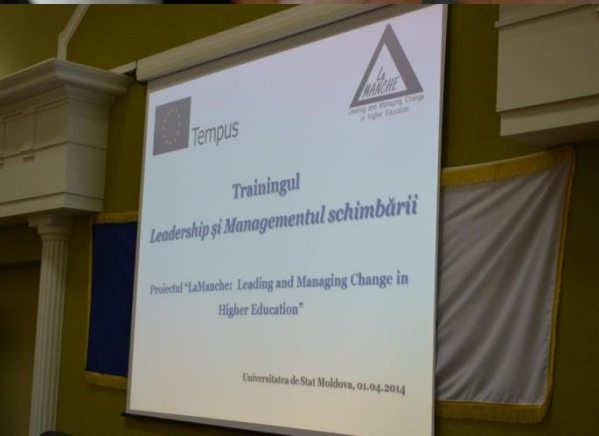 Tempus
La
MANCHE
Leading and Managing Change
in Higher Education
Trainingul
Leadership și Managementul schimbării
Proiectul “LaManche: Leading and Managing Change in
Higher Education”
Universitatea de Stat Moldova, 01.04.2014